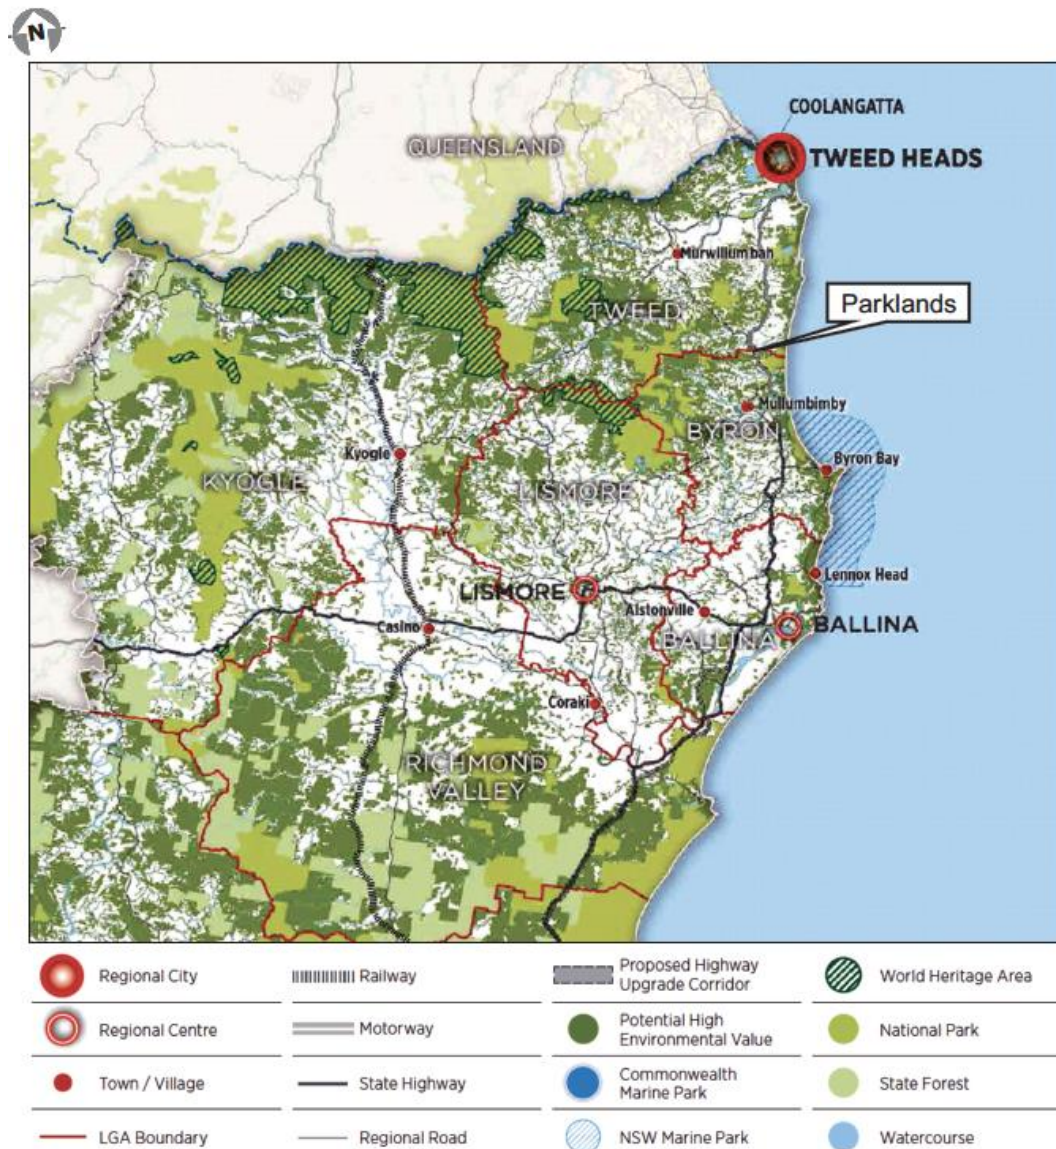 N
COOLANGATTA
QUEENSLAND
TWEED HEADS
Murwillumbah
Parklands
TWEED
Mullumbimby
BYRON
Kyogle
Byron Bay
KYOGLE
LISMORE
Lennox Head
LISMORE
Alstonville
Casino
BALLINA
BALLINA
Coraki
RICHMOND
VALLEY
Regional City
Railway
Proposed Highway
Upgrade Corridor
World Heritage Area
Regional Centre
Motorway
Potential High
Environmental Value
National Park
Town / Village
State Highway
Commonwealth
Marine Park
State Forest
LGA Boundary
Regional Road
NSW Marine Park
Watercourse